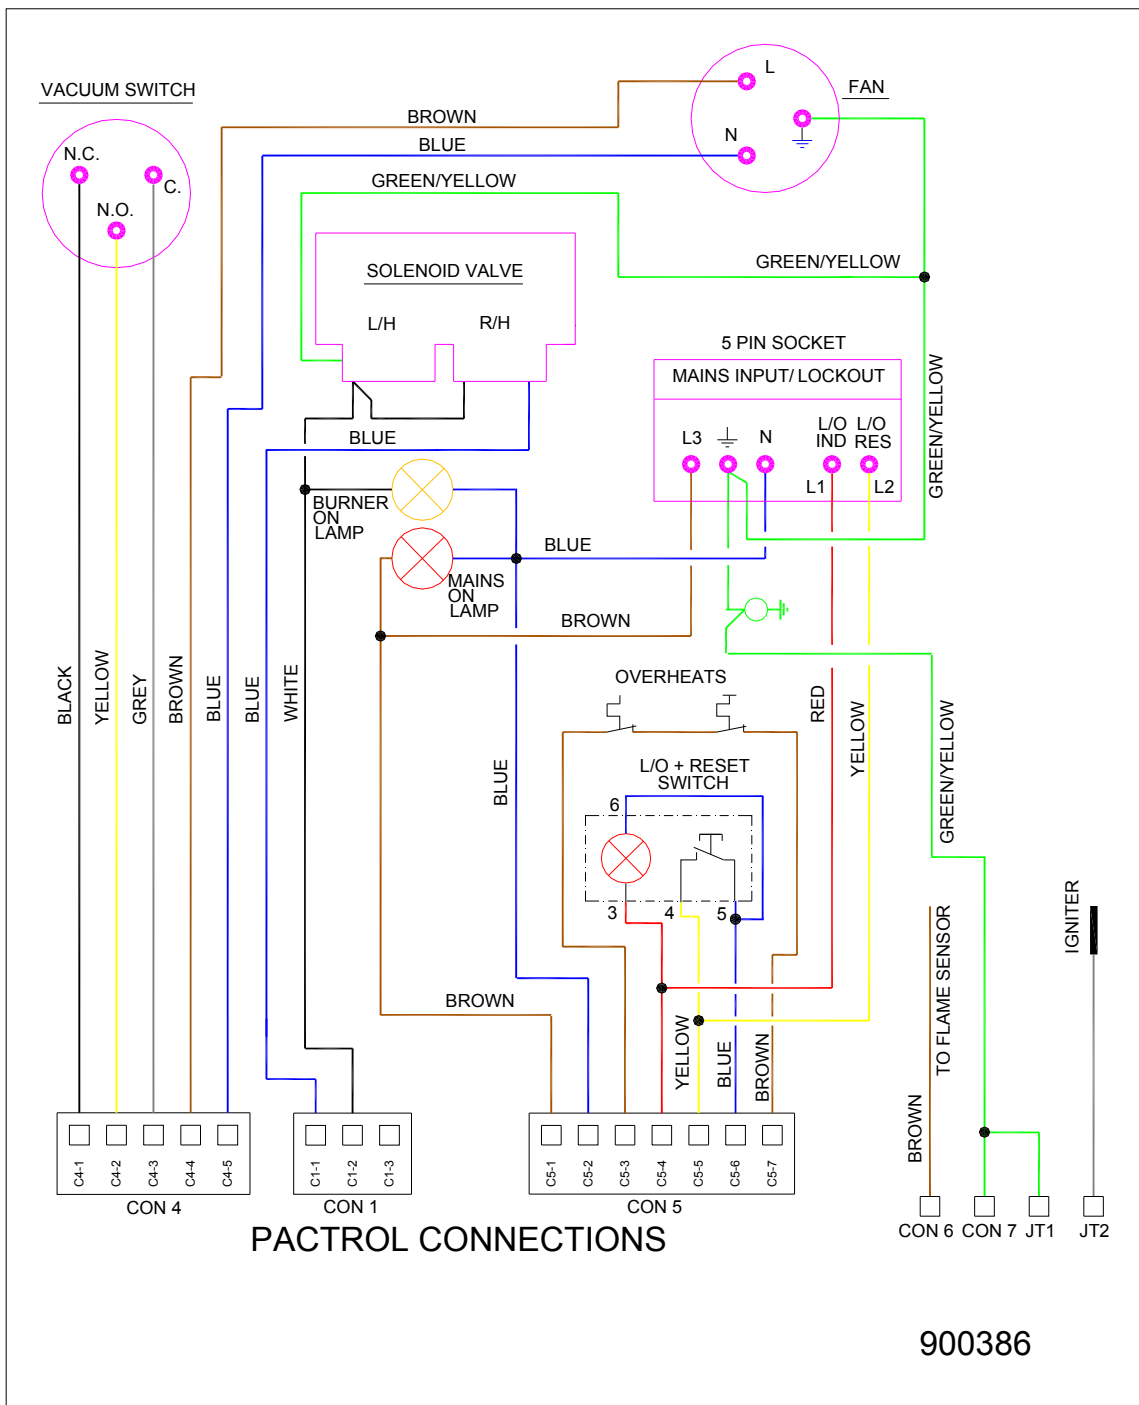 VACUUM SWITCH
N.C.
C.
N.O.
BROWN
BLUE
GREEN/YELLOW
L
N
FAN
GREEN/YELLOW
SOLENOID VALVE
L/H
R/H
5 PIN SOCKET
MAINS INPUT/ LOCKOUT
L3
N
L/O
IND
L/O
RES
L1
L2
GREEN/YELLOW
BLUE
BURNER
ON
LAMP
BLUE
MAINS
ON
LAMP
BROWN
BLACK
YELLOW
GREY
BROWN
BLUE
BLUE
WHITE
BLUE
OVERHEATS
RED
YELLOW
GREEN/YELLOW
L/O + RESET
SWITCH
6
3
4
5
BROWN
YELLOW
BLUE
BROWN
BROWN
TO FLAME SENSOR
IGNITER
C4-1
C4-2
C4-3
C4-4
C4-5
C1-1
C1-2
C1-3
C5-1
C5-2
C5-3
C5-4
C5-5
C5-6
C5-7
CON 4
CON 1
CON 5
CON 6
CON 7
JT1
JT2
PACTROL CONNECTIONS
900386